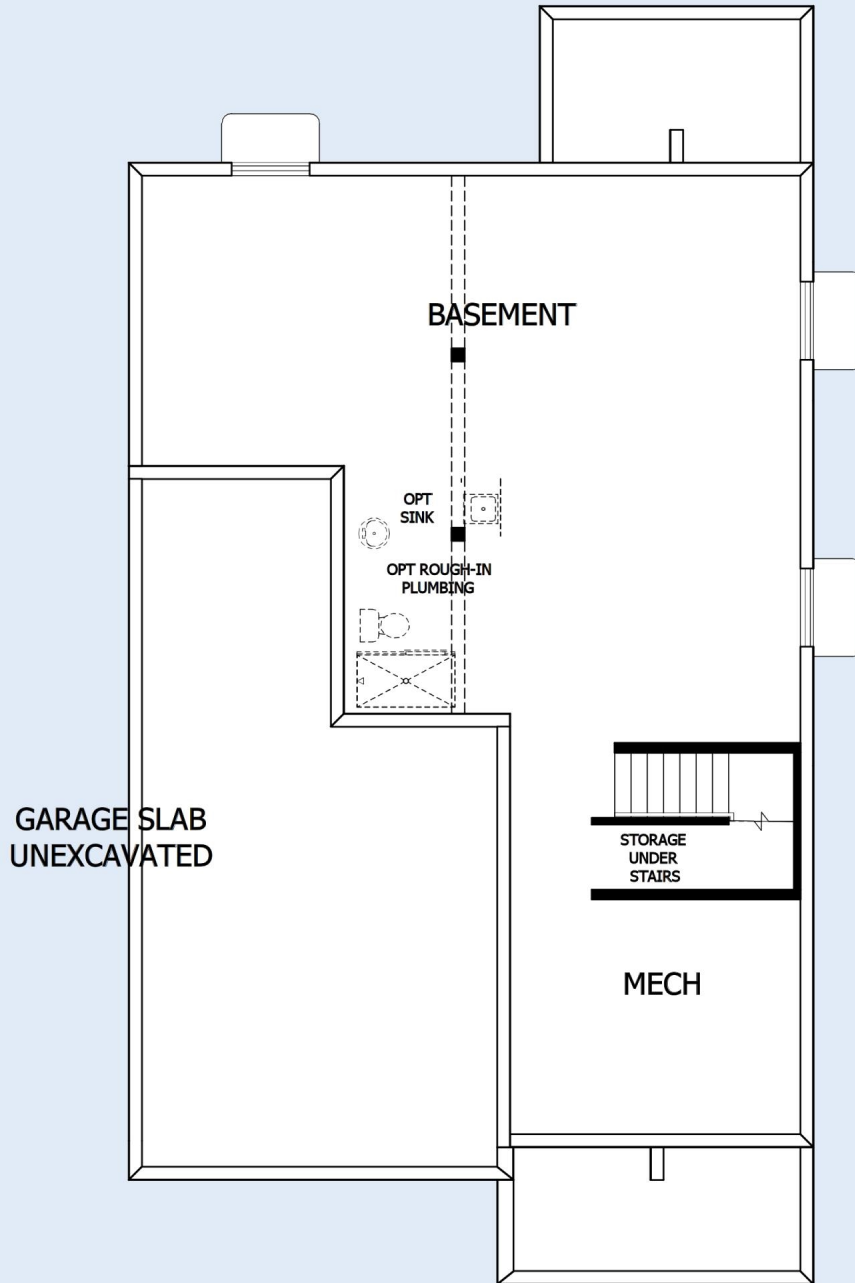 BASEMENT
OPT
SINK
OPT ROUGH-IN
PLUMBING
GARAGE SLAB
UNEXCAVATED
STORAGE
UNDER
STAIRS
MECH